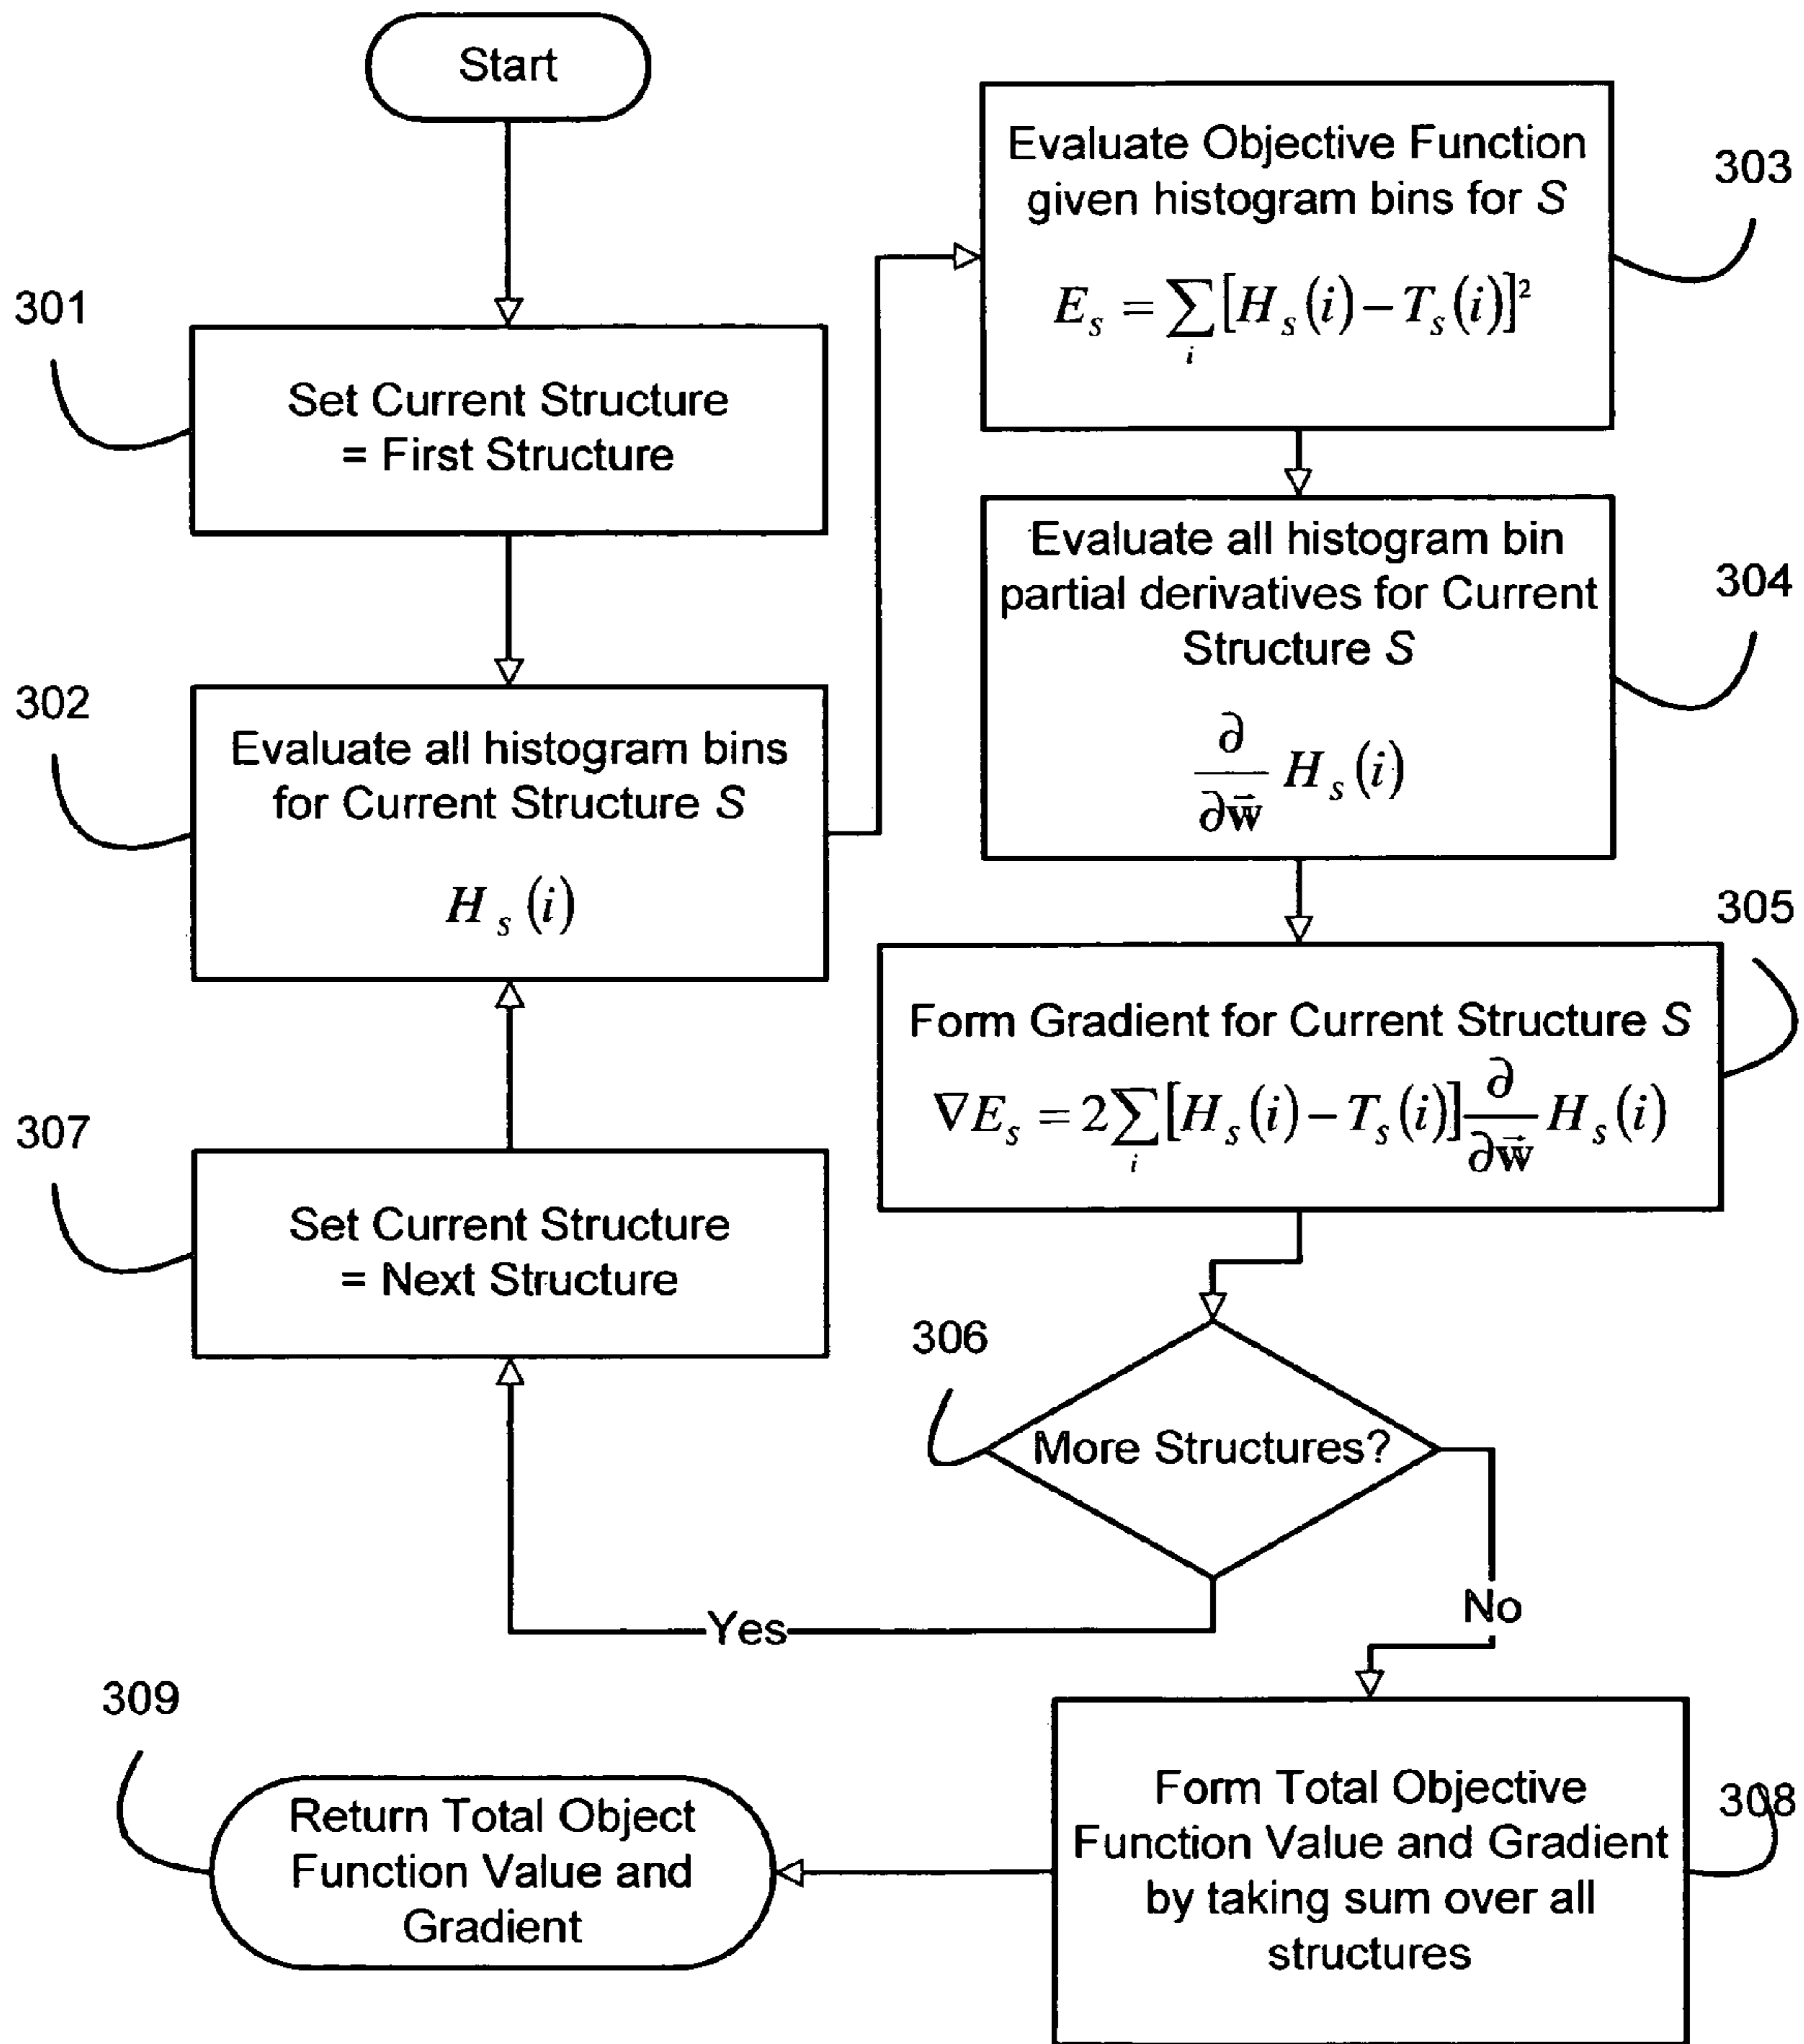 Start
301
Set Current Structure
= First Structure
302
Evaluate all histogram bins
for Current Structure S
H_s(i)
303
Evaluate Objective Function
given histogram bins for S
E_s = ∑_i [H_s(i) − T_s(i)]²
304
Evaluate all histogram bin
partial derivatives for Current
Structure S
∂/∂w⃗ H_s(i)
305
Form Gradient for Current Structure S
∇E_s = 2∑_i [H_s(i) − T_s(i)] ∂/∂w⃗ H_s(i)
306
More Structures?
Yes
No
307
Set Current Structure
= Next Structure
308
Form Total Objective
Function Value and Gradient
by taking sum over all
structures
309
Return Total Object
Function Value and
Gradient